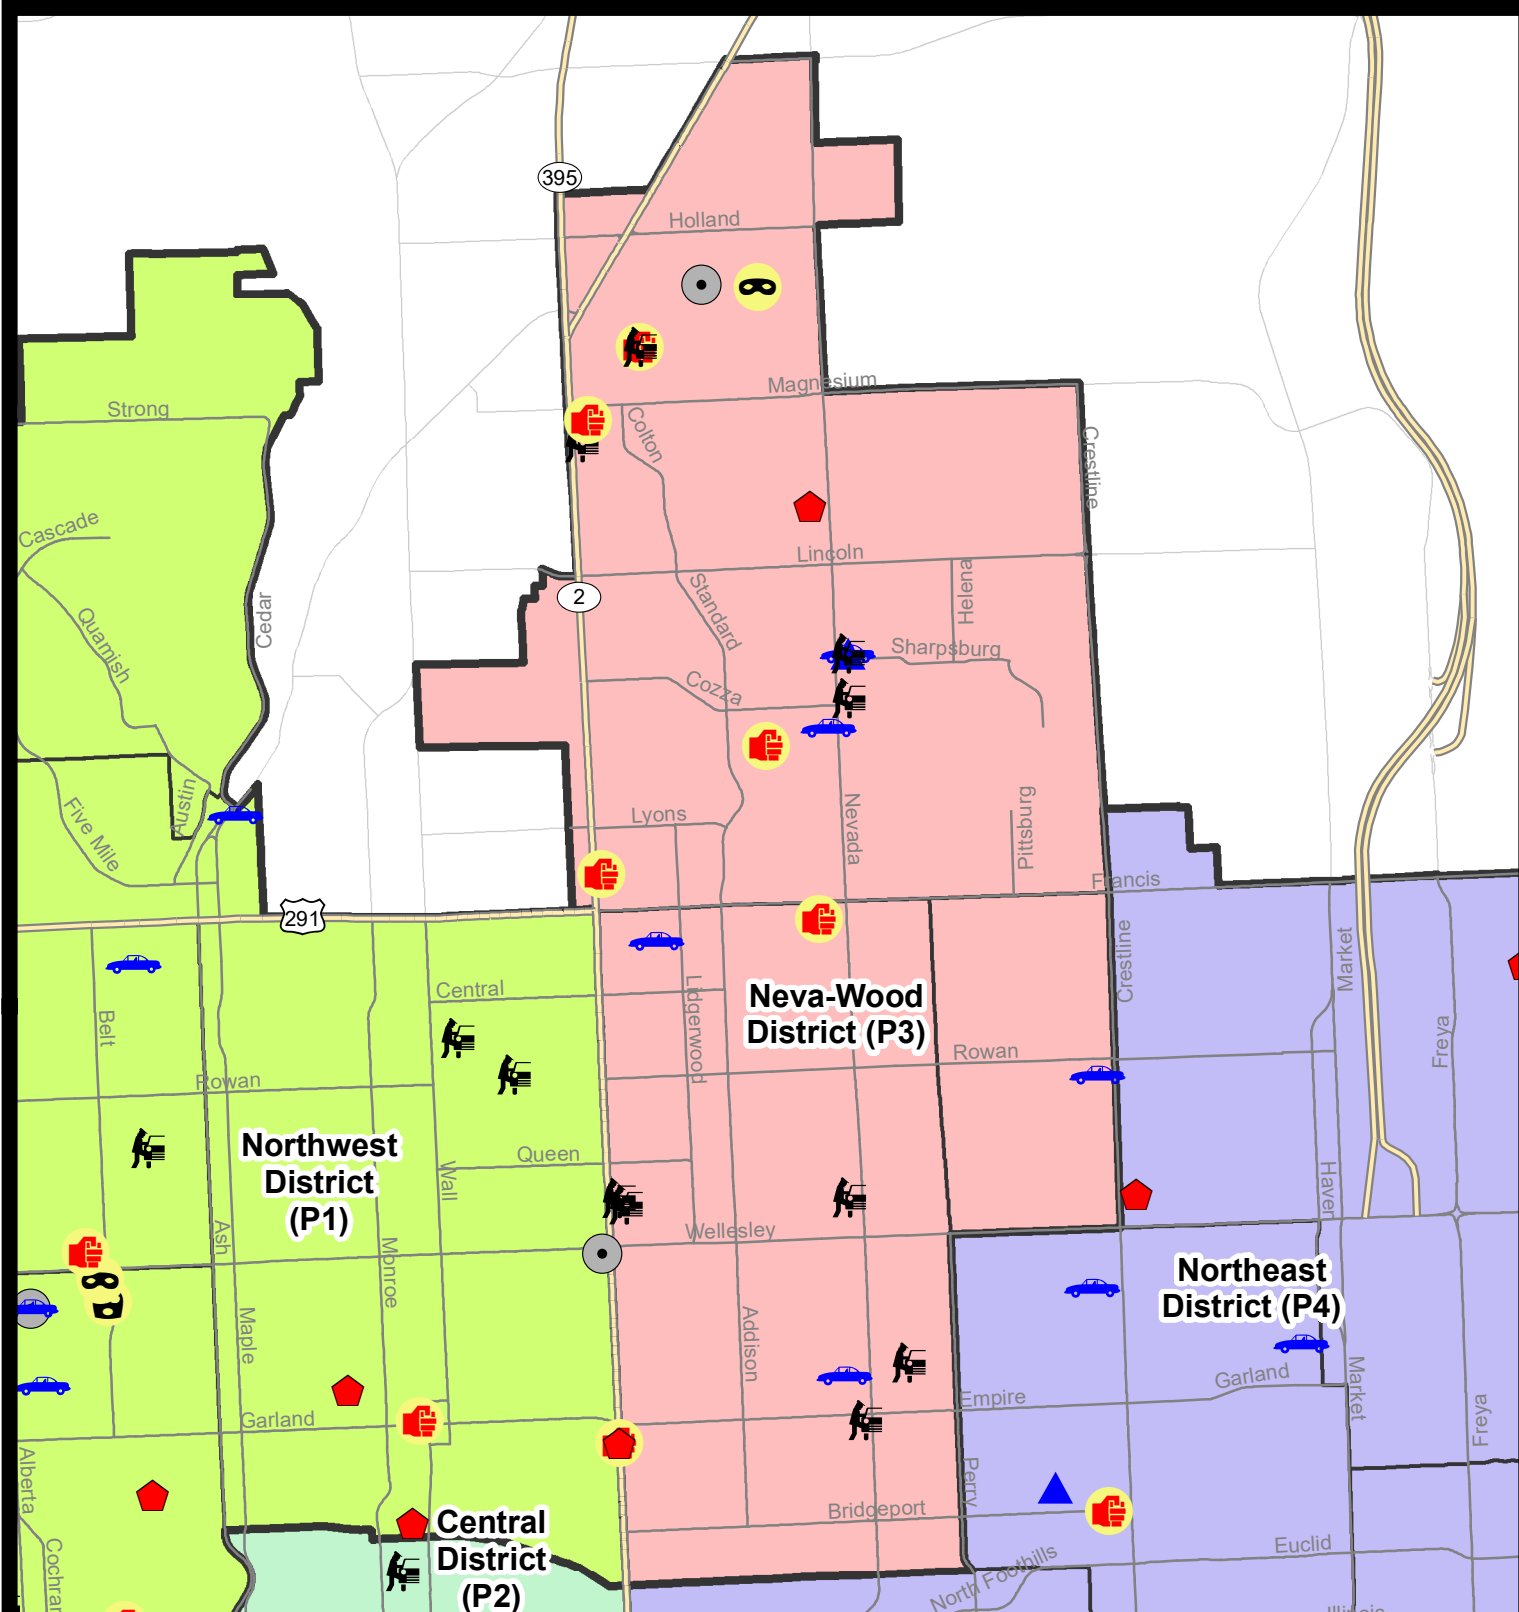 395
Holland
Magnesium
Strong
Colton
Crestline
Cascade
Lincoln
Helena
Standard
2
Cedar
Quamish
Sharpsburg
Cozza
Austin
Five Mile
Lyons
Nevada
Pittsburg
Francis
291
Market
Crestline
Freya
Central
Lidgerwood
Neva-Wood
District (P3)
Belt
Rowan
Rowan
Northwest
District
(P1)
Queen
Wall
Haven
Ash
Monroe
Wellesley
Northeast
District (P4)
Maple
Addison
Market
Garland
Empire
Freya
Garland
Alberta
Perry
Bridgeport
Central
District
(P2)
Euclid
North Foothills